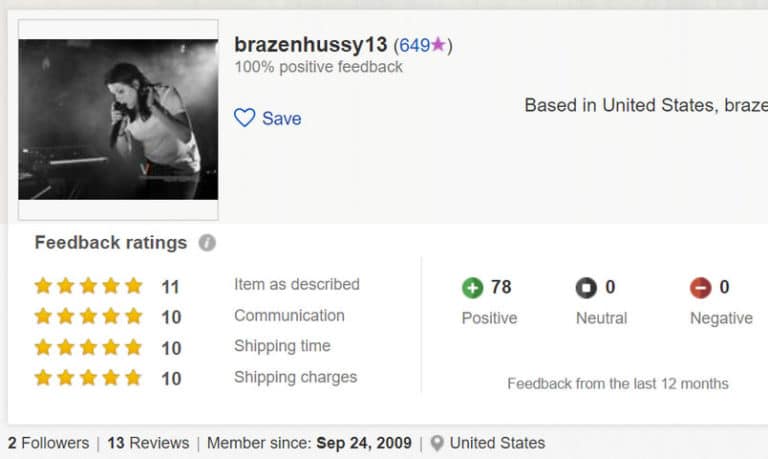 brazenhussy13 (649★)
100% positive feedback
Save
Based in United States, braze
Feedback ratings
11 Item as described
10 Communication
10 Shipping time
10 Shipping charges
78 0 0
Positive Neutral Negative
Feedback from the last 12 months
2 Followers | 13 Reviews | Member since: Sep 24, 2009 | United States